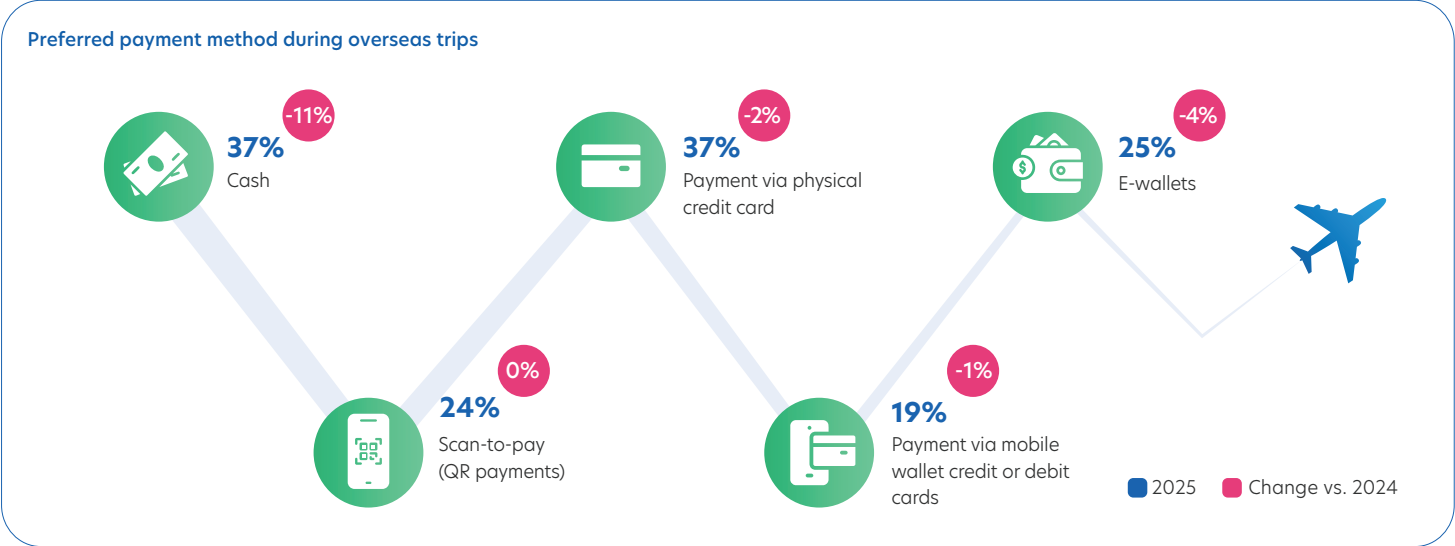 Preferred payment method during overseas trips
-11%
37%
Cash
0%
24%
Scan-to-pay
(QR payments)
-2%
37%
Payment via physical
credit card
-1%
19%
Payment via mobile
wallet credit or debit
cards
-4%
25%
E-wallets
$
2025
Change vs. 2024